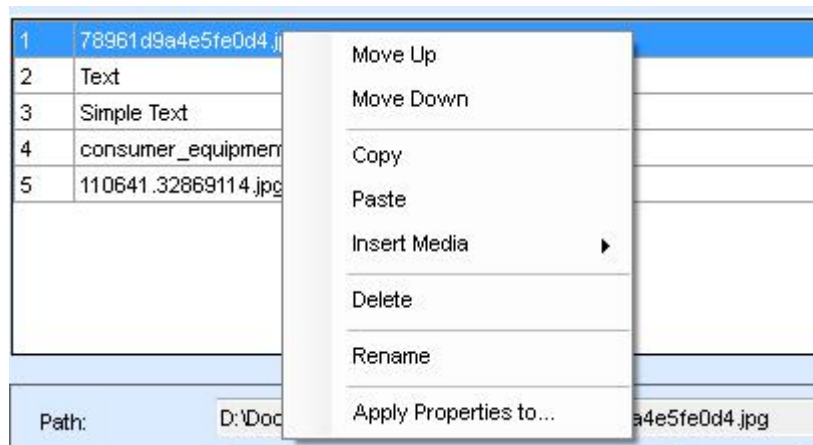 1 78961d9a4e5fe0d4.j
2 Text
3 Simple Text
4 consumer_equipmen
5 110641.32869114.jpg
Move Up
Move Down
Copy
Paste
Insert Media
Delete
Rename
Apply Properties to...
Path: D:\Doc a4e5fe0d4.jpg